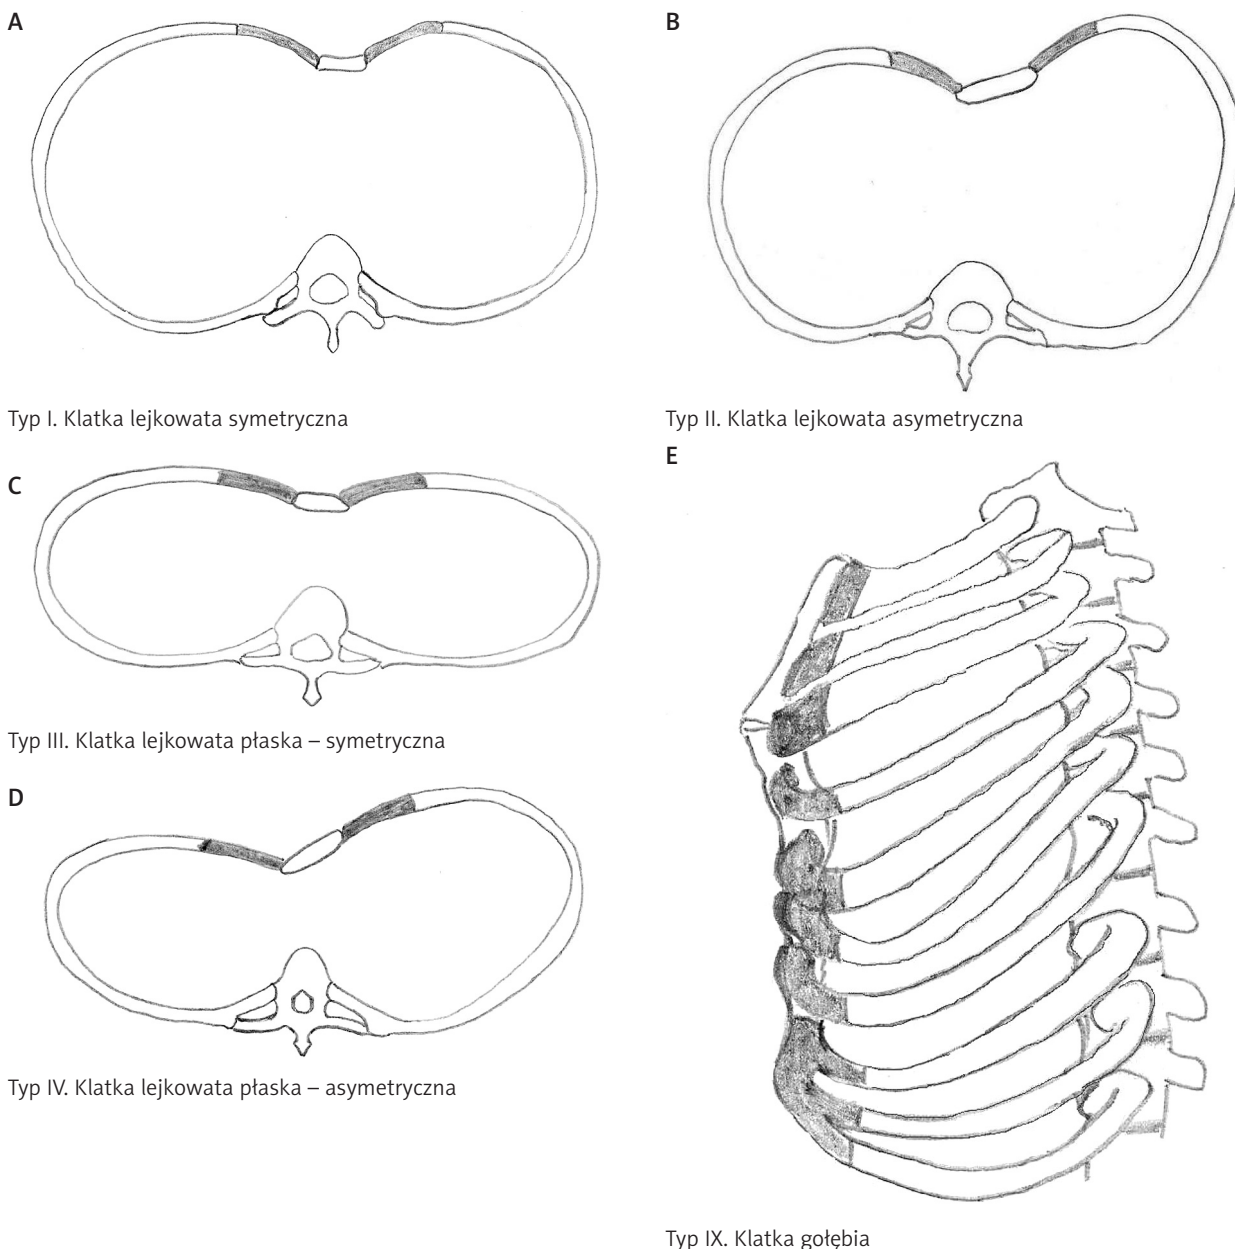 A
Typ I. Klatka lejkowata symetryczna
B
Typ II. Klatka lejkowata asymetryczna
C
Typ III. Klatka lejkowata płaska – symetryczna
D
Typ IV. Klatka lejkowata płaska – asymetryczna
E
Typ IX. Klatka gołębia